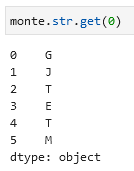 monte.str.get(0)
0    G
1    J
2    T
3    E
4    T
5    M
dtype: object